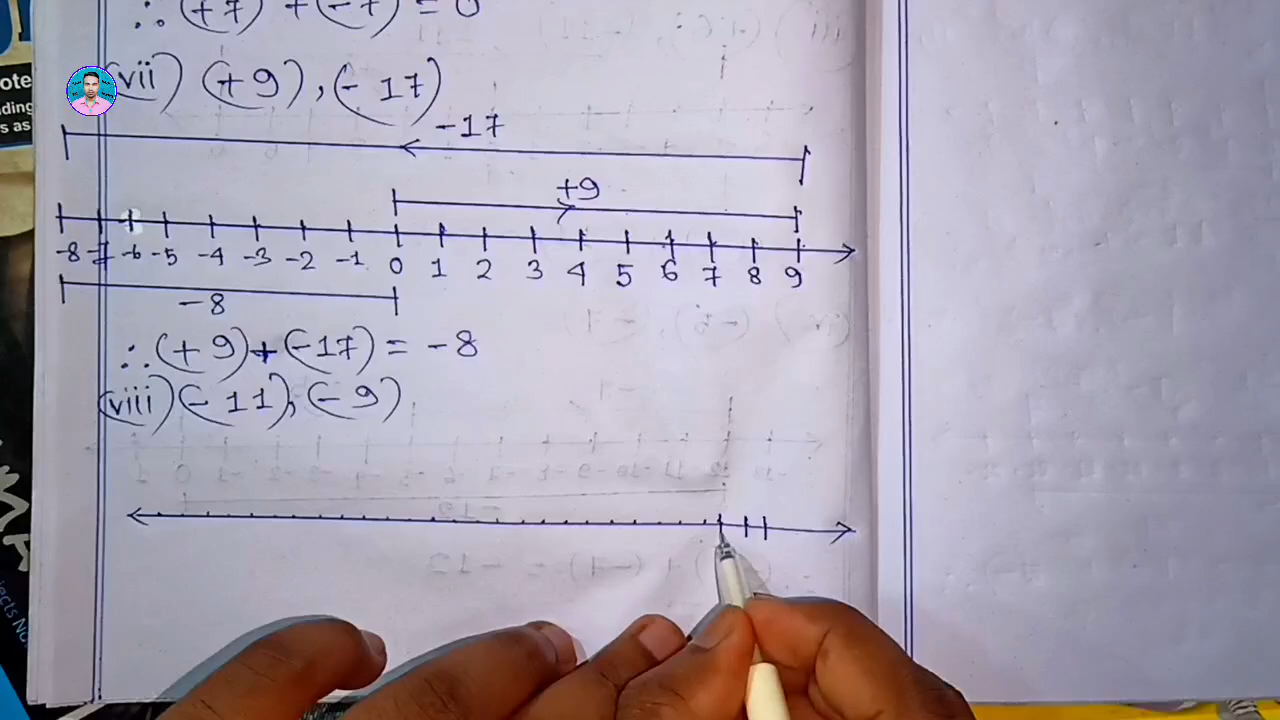 ∴ (+7) + (-7) = 0
(vii) (+9), (-17)
-17
+9
-8 -7 -6 -5 -4 -3 -2 -1 0 1 2 3 4 5 6 7 8 9
-8
∴ (+9) + (-17) = -8
(viii) (-11), (-9)